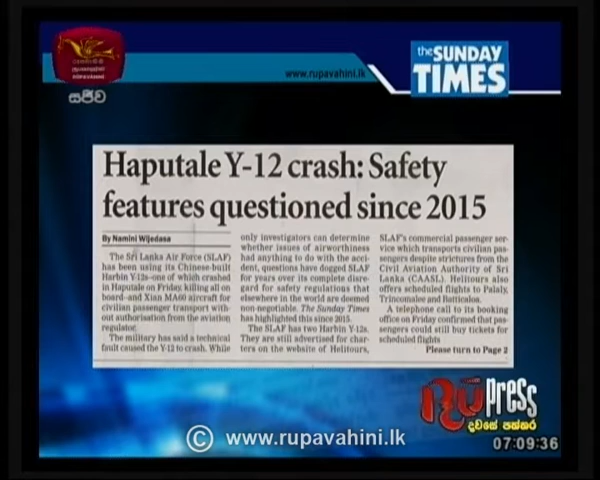 සජීව
www.rupavahini.lk
the SUNDAY
TIMES
Haputale Y-12 crash: Safety
features questioned since 2015
By Namini Wijedasa
The Sri Lanka Air Force (SLAF)
has been using its Chinese-built
Harbin Y-12s–one of which crashed
in Haputale on Friday, killing all on
board–and Xian MA60 aircraft for
civilian passenger transport with-
out authorisation from the aviation
regulator.
The military has said a technical
fault caused the Y-12 to crash. While
only investigators can determine
whether issues of airworthiness
had anything to do with the acci-
dent, questions have dogged SLAF
for years over its complete disre-
gard for safety regulations that
elsewhere in the world are deemed
non-negotiable. The Sunday Times
has highlighted this since 2015.
The SLAF has two Harbin Y-12s.
They are still advertised for char-
ters on the website of Helitours,
SLAF's commercial passenger ser-
vice which transports civilian pas-
sengers despite strictures from the
Civil Aviation Authority of Sri
Lanka (CAASL). Helitours also
offers scheduled flights to Palaly,
Trincomalee and Batticaloa.
A telephone call to its booking
office on Friday confirmed that pas-
sengers could still buy tickets for
scheduled flights
Please turn to Page 2
රූ Press
දවසේ පත්තර
© www.rupavahini.lk
07:09:36